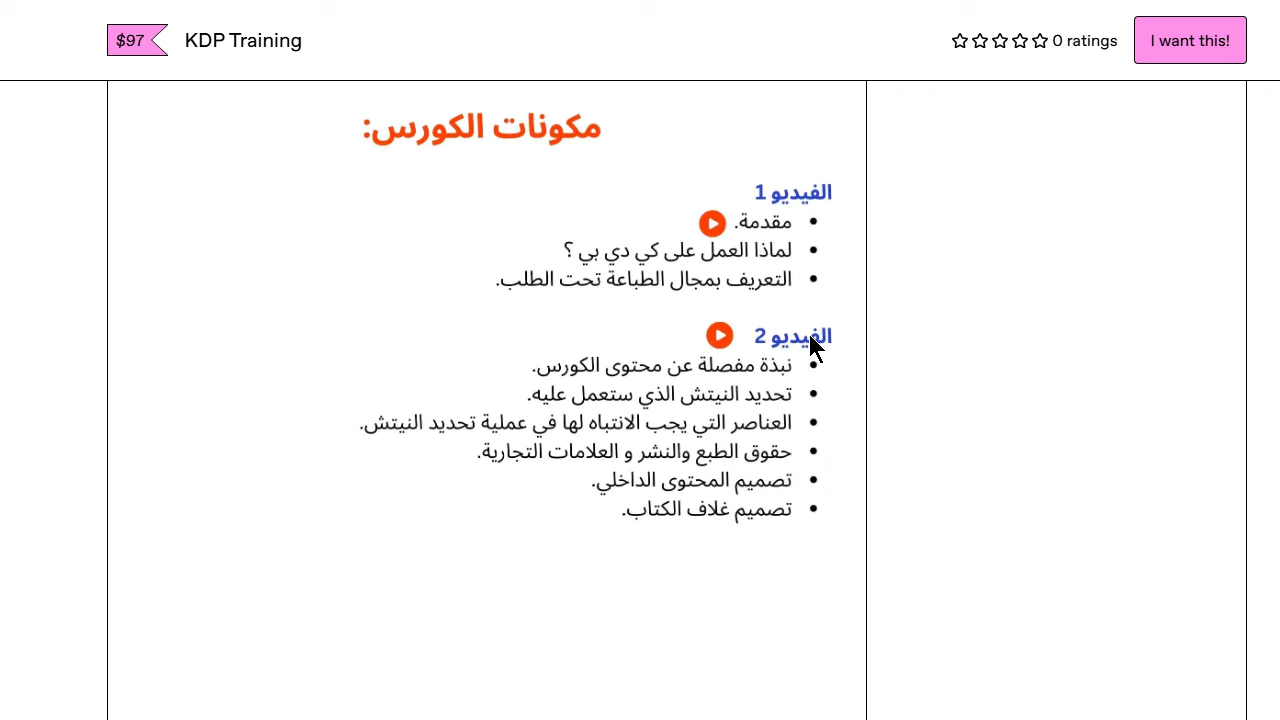 $97
KDP Training
0 ratings
I want this!
مكونات الكورس:
الفيديو 1
مقدمة.
لماذا العمل على كي دي بي ؟
التعريف بمجال الطباعة تحت الطلب.
الفيديو 2
نبذة مفصلة عن محتوى الكورس.
تحديد النيتش الذي ستعمل عليه.
العناصر التي يجب الانتباه لها في عملية تحديد النيتش.
حقوق الطبع والنشر و العلامات التجارية.
تصميم المحتوى الداخلي.
تصميم غلاف الكتاب.